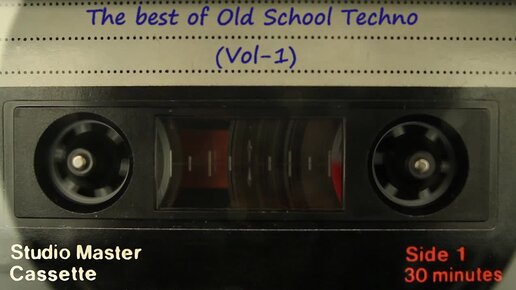 The best of Old School Techno
(Vol-1)
Studio Master
Cassette
Side 1
30 minutes